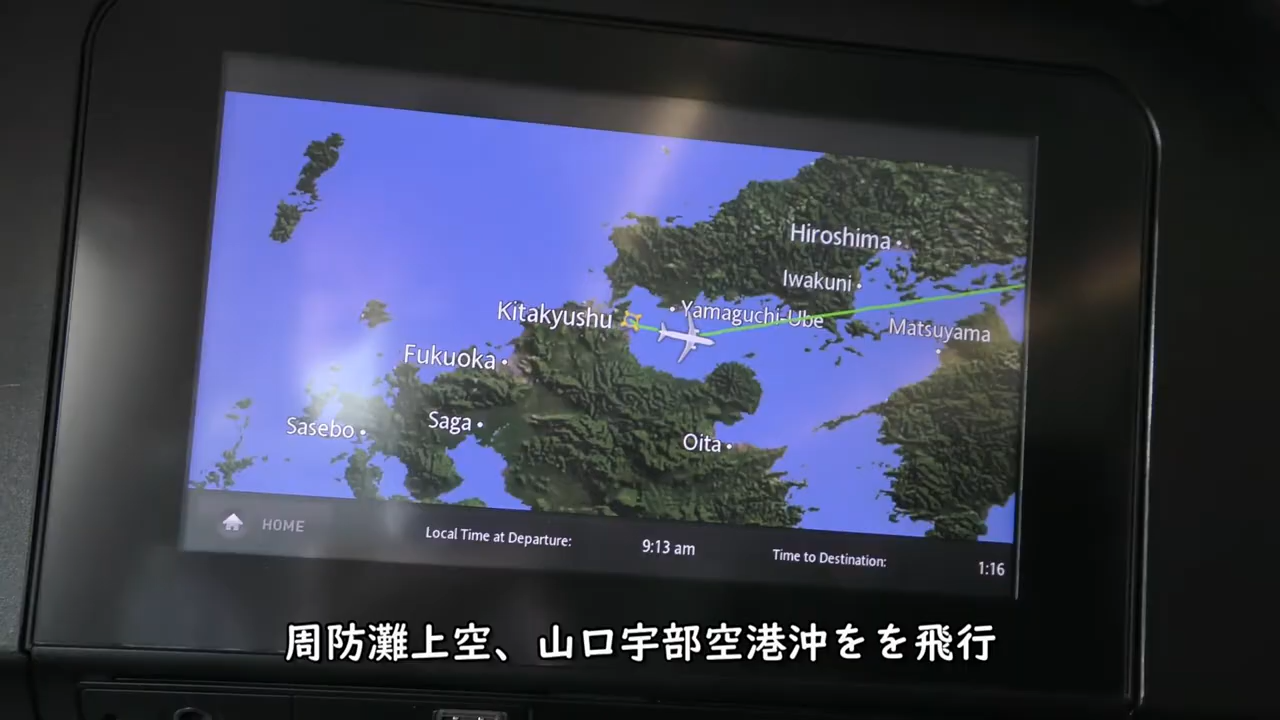 Hiroshima
Iwakuni
Kitakyushu
Yamaguchi-Ube
Matsuyama
Fukuoka
Sasebo
Saga
Oita
HOME
Local Time at Departure:
9:13 am
Time to Destination:
1:16
周防灘上空、山口宇部空港沖をを飛行